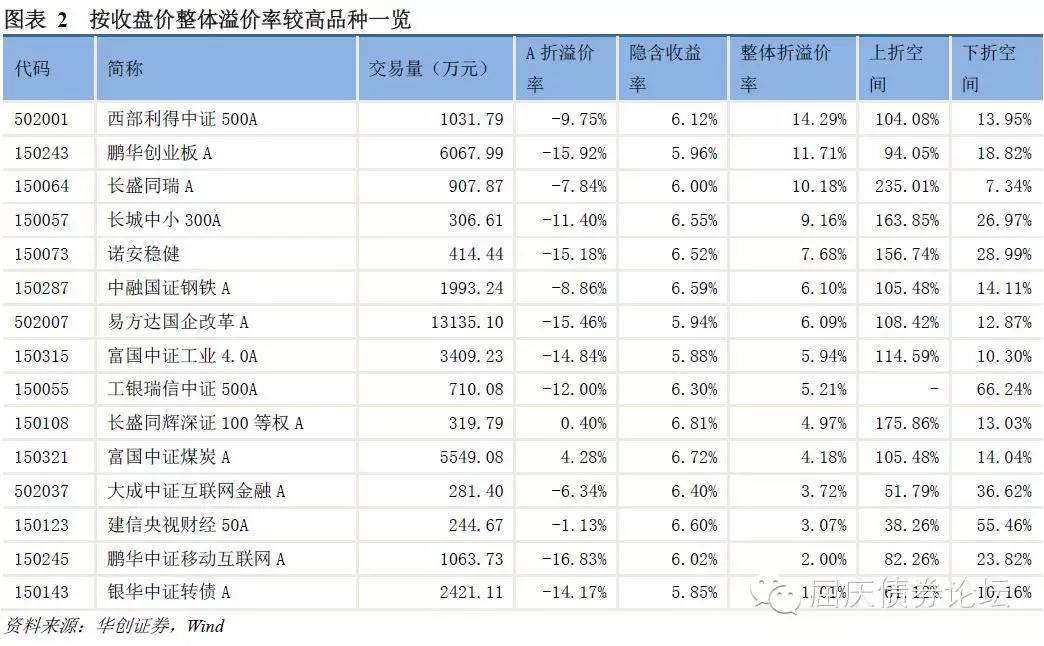 图表 2 按收盘价整体溢价率较高品种一览
代码 简称 交易量（万元） A 折溢价率 隐含收益率 整体折溢价率 上折空间 下折空间
502001 西部利得中证 500A 1031.79 -9.75% 6.12% 14.29% 104.08% 13.95%
150243 鹏华创业板 A 6067.99 -15.92% 5.96% 11.71% 94.05% 18.82%
150064 长盛同瑞 A 907.87 -7.84% 6.00% 10.18% 235.01% 7.34%
150057 长城中小 300A 306.61 -11.40% 6.55% 9.16% 163.85% 26.97%
150073 诺安稳健 414.44 -15.18% 6.52% 7.68% 156.74% 28.99%
150287 中融国证钢铁 A 1993.24 -8.86% 6.59% 6.10% 105.48% 14.11%
502007 易方达国企改革 A 13135.10 -15.46% 5.94% 6.09% 108.42% 12.87%
150315 富国中证工业 4.0A 3409.23 -14.84% 5.88% 5.94% 114.59% 10.30%
150055 工银瑞信中证 500A 710.08 -12.00% 6.30% 5.21% - 66.24%
150108 长盛同辉深证 100 等权 A 319.79 0.40% 6.81% 4.97% 175.86% 13.03%
150321 富国中证煤炭 A 5549.08 4.28% 6.72% 4.18% 105.48% 14.04%
502037 大成中证互联网金融 A 281.40 -6.34% 6.40% 3.72% 51.79% 36.62%
150123 建信央视财经 50A 244.67 -1.13% 6.60% 3.07% 38.26% 55.46%
150245 鹏华中证移动互联网 A 1063.73 -16.83% 6.02% 2.00% 82.26% 23.82%
150143 银华中证转债 A 2421.11 -14.17% 5.85% 1.01% 61.12% 10.16%
屈庆债券论坛
资料来源：华创证券，Wind